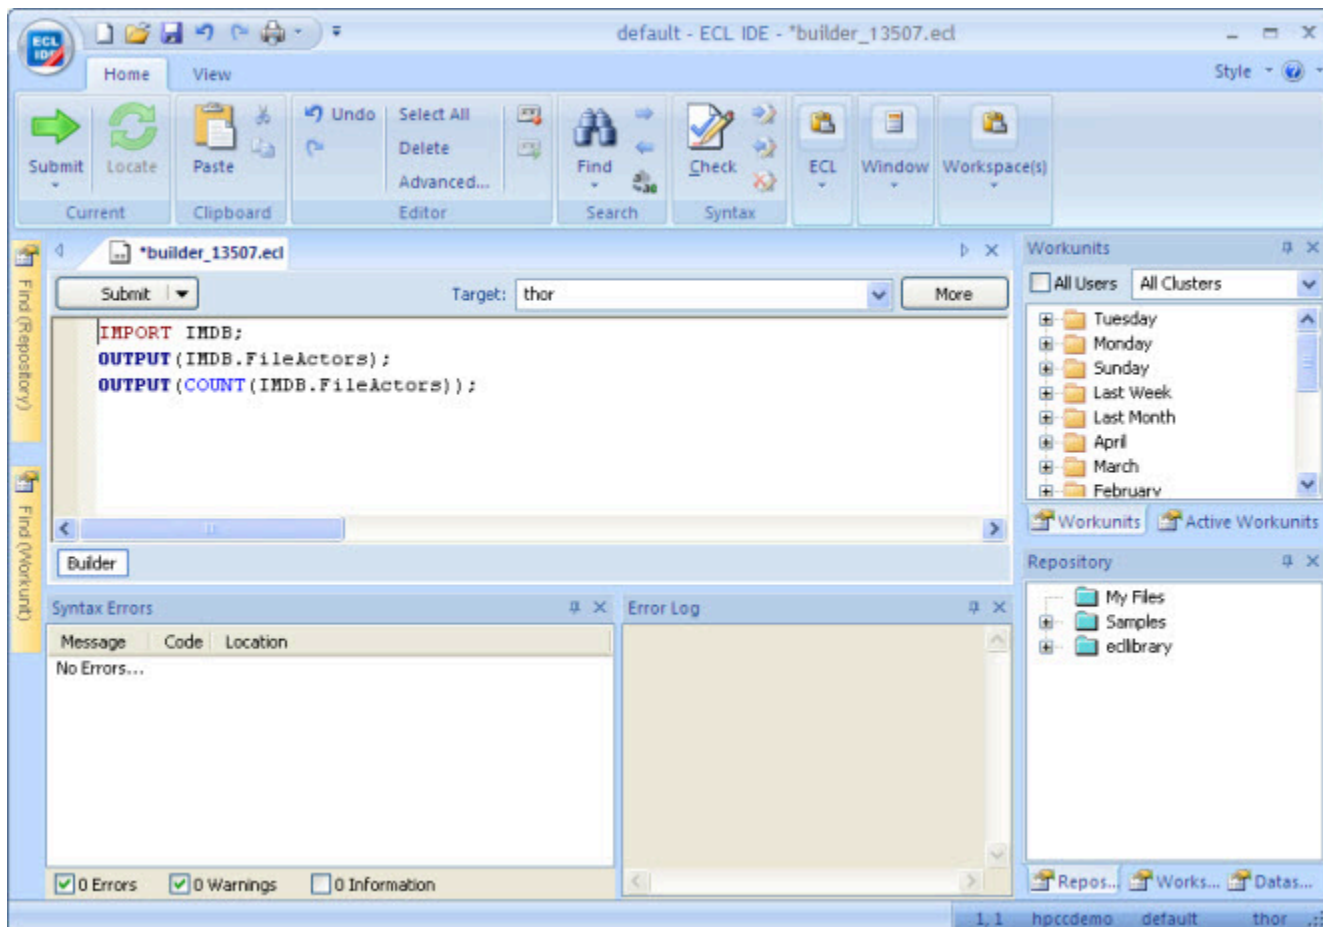 default - ECL IDE - *builder_13507.ecl
ECL IDE
Home View Style
Submit Locate Paste Undo Select All Delete Advanced... Find Check ECL Window Workspace(s)
Current Clipboard Editor Search Syntax
Find (Repository)
Find (Workunit)
*builder_13507.ecl
Submit Target: thor More
IMPORT IMDB;
OUTPUT(IMDB.FileActors);
OUTPUT(COUNT(IMDB.FileActors));
Builder
Syntax Errors
Message Code Location
No Errors...
0 Errors 0 Warnings 0 Information
Error Log
Workunits
All Users All Clusters
Tuesday
Monday
Sunday
Last Week
Last Month
April
March
February
Workunits Active Workunits
Repository
My Files
Samples
eclibrary
Repos... Works... Datas...
1, 1 hpccdemo default thor